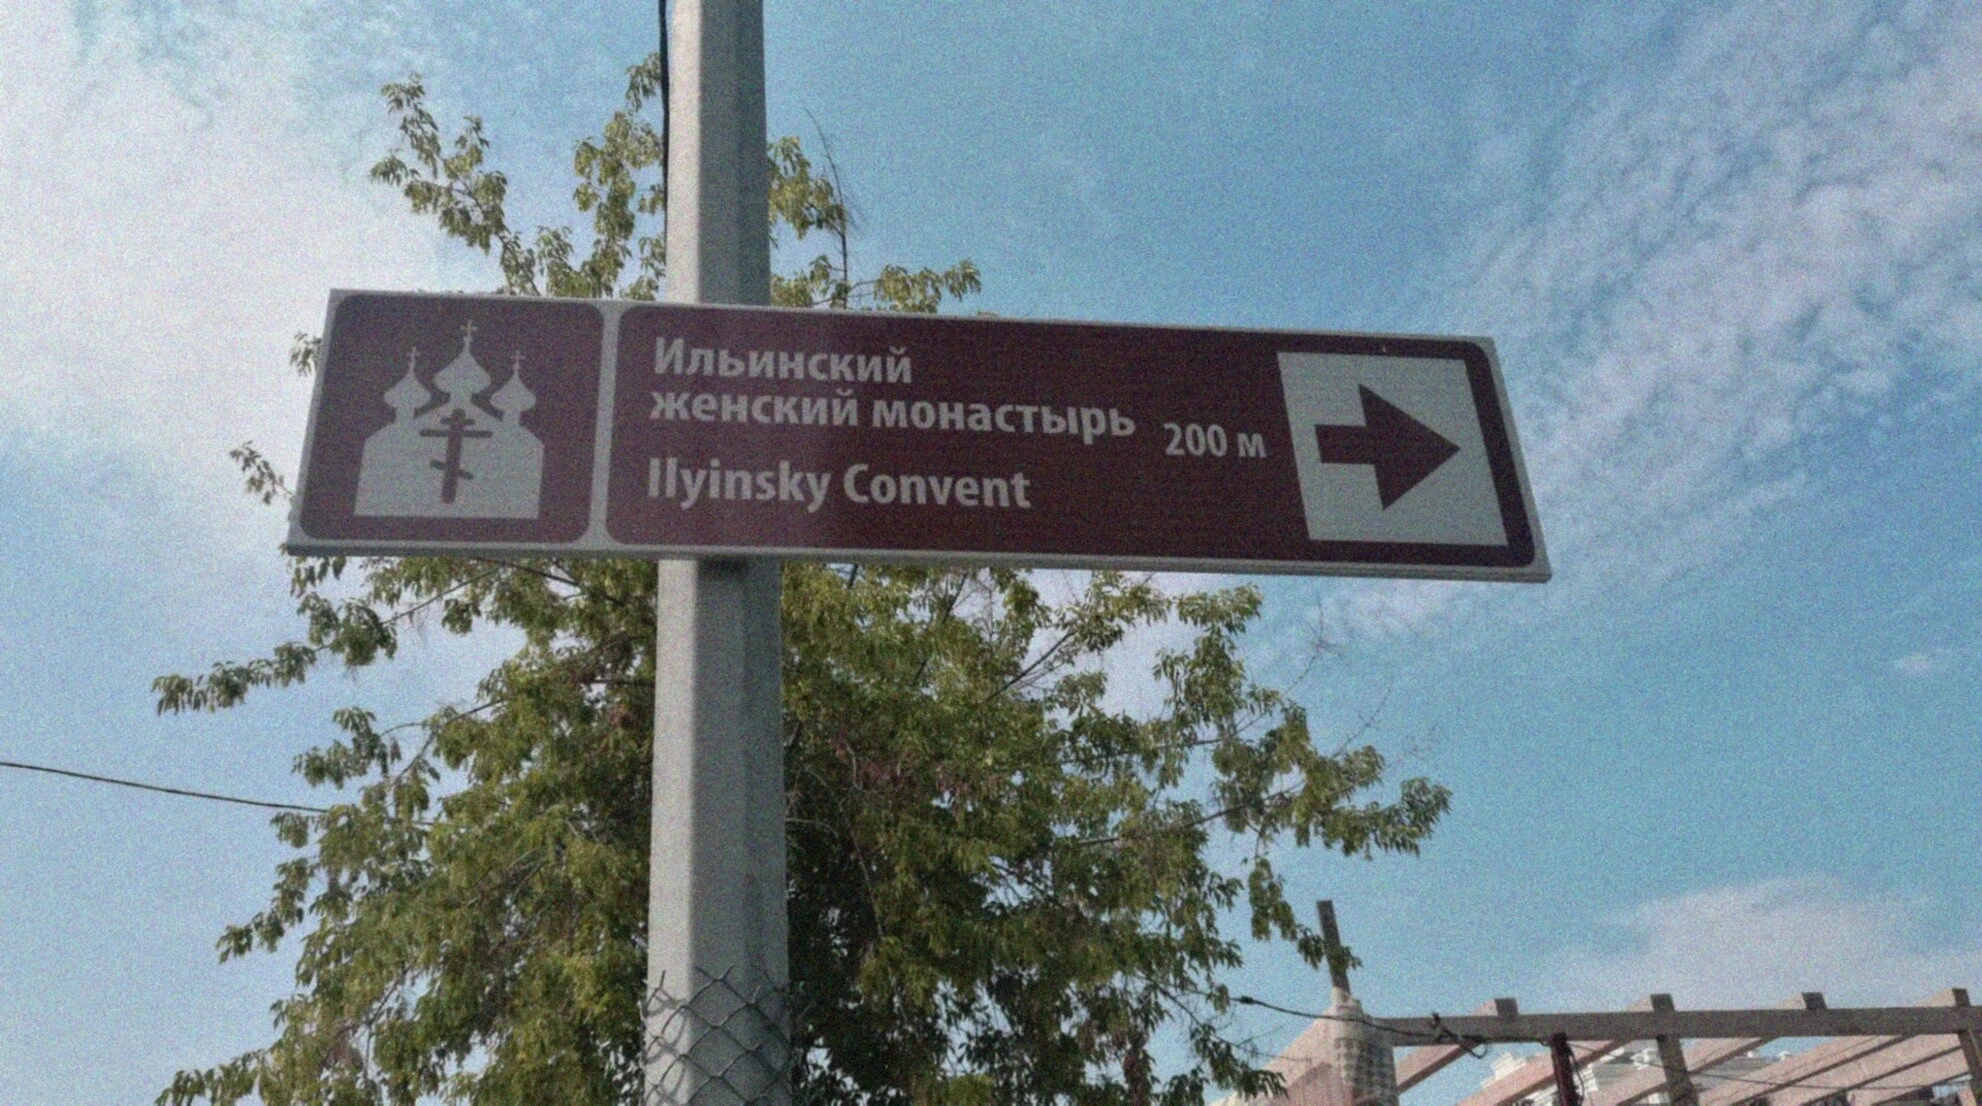 Ильинский
женский монастырь 200 м
Ilyinsky Convent